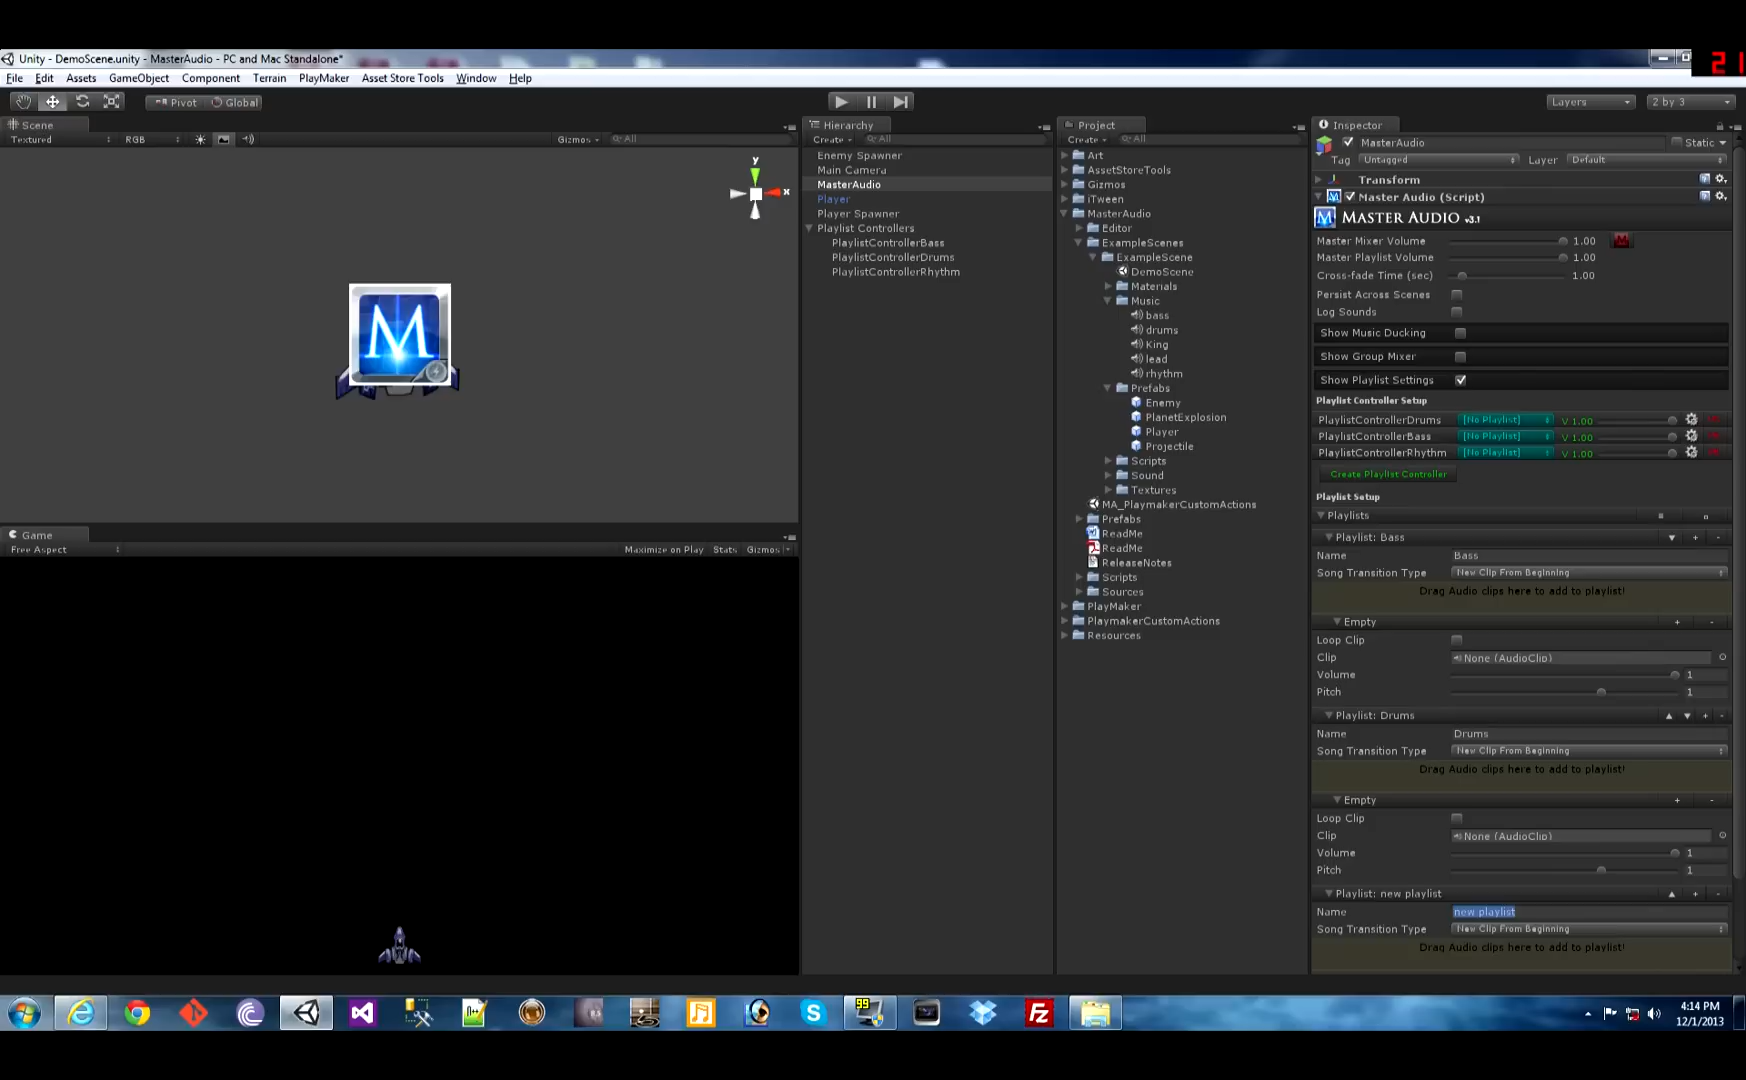 Unity - DemoScene.unity - MasterAudio - PC and Mac Standalone*
21
File Edit Assets GameObject Component Terrain PlayMaker Asset Store Tools Window Help
Pivot Global
Layers
2 by 3
Scene
Textured RGB Gizmos All
y
x
M
Game
Free Aspect Maximize on Play Stats Gizmos
Hierarchy
Create All
Enemy Spawner
Main Camera
MasterAudio
Player
Player Spawner
Playlist Controllers
PlaylistControllerBass
PlaylistControllerDrums
PlaylistControllerRhythm
Project
Create All
Art
AssetStoreTools
Gizmos
iTween
MasterAudio
Editor
ExampleScenes
ExampleScene
DemoScene
Materials
Music
bass
drums
King
lead
rhythm
Prefabs
Enemy
PlanetExplosion
Player
Projectile
Scripts
Sound
Textures
MA_PlaymakerCustomActions
Prefabs
ReadMe
ReadMe
ReleaseNotes
Scripts
Sources
PlayMaker
PlaymakerCustomActions
Resources
Inspector
MasterAudio Static
Tag Untagged Layer Default
Transform
Master Audio (Script)
M MASTER AUDIO v3.1
Master Mixer Volume 1.00
Master Playlist Volume 1.00
Cross-fade Time (sec) 1.00
Persist Across Scenes
Log Sounds
Show Music Ducking
Show Group Mixer
Show Playlist Settings
Playlist Controller Setup
PlaylistControllerDrums [No Playlist] V 1.00
PlaylistControllerBass [No Playlist] V 1.00
PlaylistControllerRhythm [No Playlist] V 1.00
Create Playlist Controller
Playlist Setup
Playlists
Playlist: Bass + -
Name Bass
Song Transition Type New Clip From Beginning
Drag Audio clips here to add to playlist!
Empty + -
Loop Clip
Clip None (AudioClip)
Volume 1
Pitch 1
Playlist: Drums + -
Name Drums
Song Transition Type New Clip From Beginning
Drag Audio clips here to add to playlist!
Empty + -
Loop Clip
Clip None (AudioClip)
Volume 1
Pitch 1
Playlist: new playlist + -
Name new playlist
Song Transition Type New Clip From Beginning
Drag Audio clips here to add to playlist!
99
Fz
4:14 PM
12/1/2013